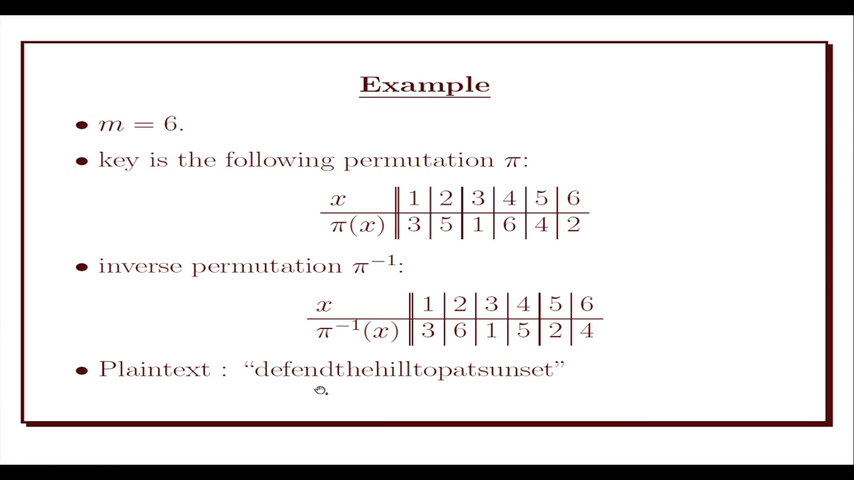 Example
• m = 6.
• key is the following permutation π:
x 1 2 3 4 5 6
π(x) 3 5 1 6 4 2
• inverse permutation π⁻¹:
x 1 2 3 4 5 6
π⁻¹(x) 3 6 1 5 2 4
• Plaintext : “defendthehilltopatsunset”